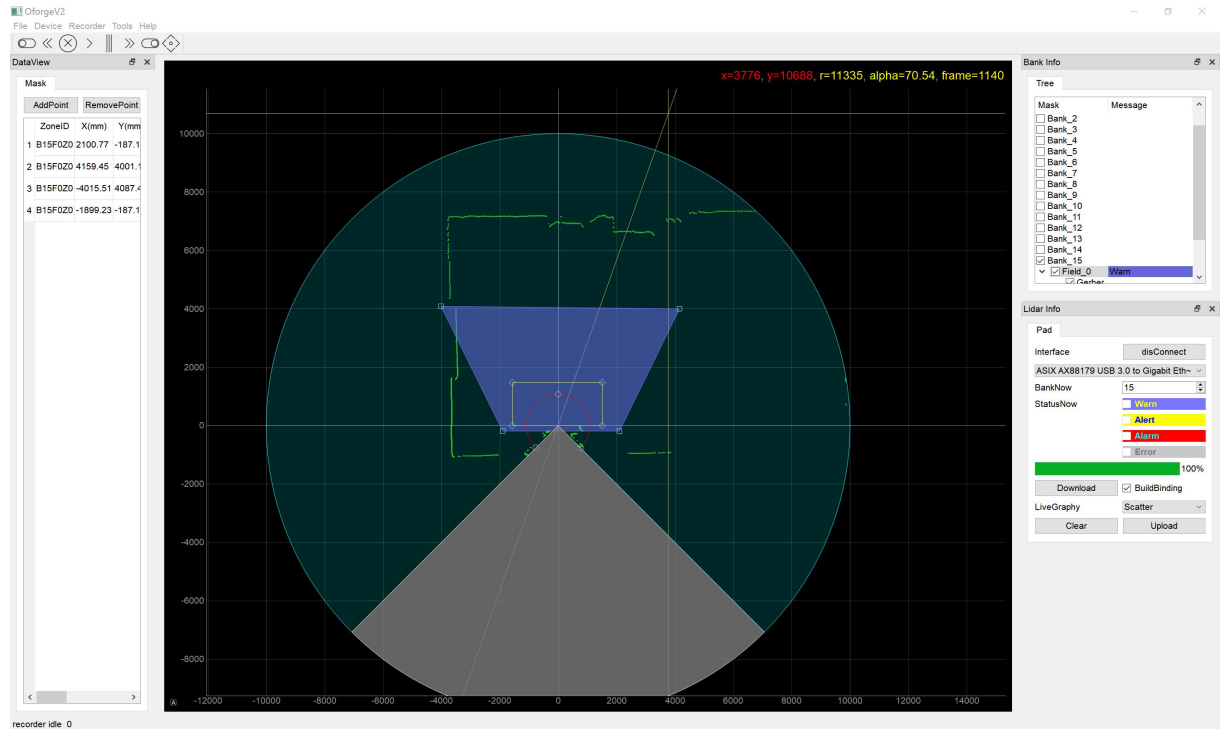 OforgeV2
File Device Recorder Tools Help
DataView
Mask
AddPoint RemovePoint
ZoneID X(mm) Y(mm
1 B15F0Z0 2100.77 -187.1
2 B15F0Z0 4159.45 4001.1
3 B15F0Z0 -4015.51 4087.4
4 B15F0Z0 -1899.23 -187.1
recorder idle 0
x=3776, y=10688, r=11335, alpha=70.54, frame=1140
10000
8000
6000
4000
2000
0
-2000
-4000
-6000
-8000
A
-12000 -10000 -8000 -6000 -4000 -2000 0 2000 4000 6000 8000 10000 12000 14000
Bank Info
Tree
Mask Message
Bank_2
Bank_3
Bank_4
Bank_5
Bank_6
Bank_7
Bank_8
Bank_9
Bank_10
Bank_11
Bank_12
Bank_13
Bank_14
Bank_15
Field_0 Warn
Gerber
Lidar Info
Pad
Interface disConnect
ASIX AX88179 USB 3.0 to Gigabit Eth~
BankNow 15
StatusNow Warn
Alert
Alarm
Error
100%
Download BuildBinding
LiveGraphy Scatter
Clear Upload